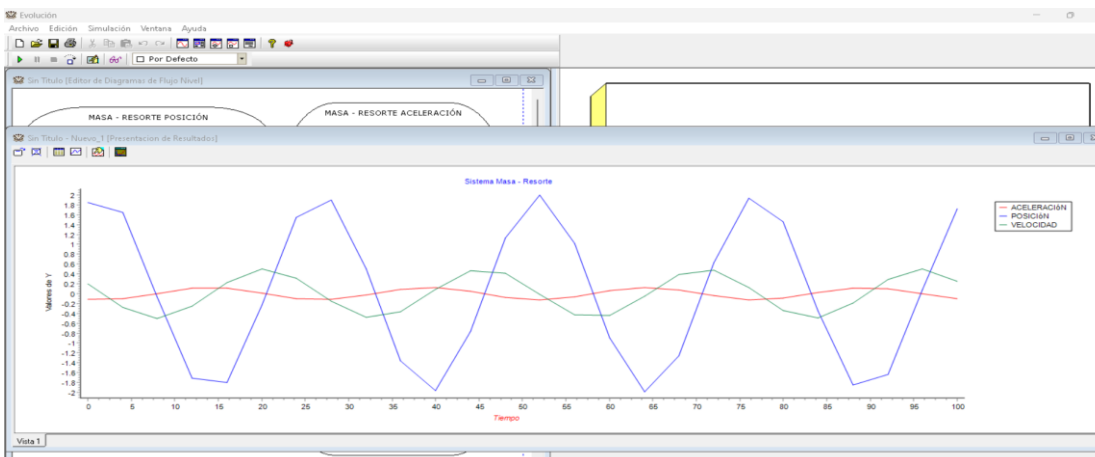 Evolución
Archivo Edición Simulación Ventana Ayuda
Por Defecto
Sin Título [Editor de Diagramas de Flujo Nivel]
MASA - RESORTE POSICIÓN
MASA - RESORTE ACELERACIÓN
Sin Título - Nuevo_1 [Presentacion de Resultados]
Sistema Masa - Resorte
ACELERACIóN
POSICIóN
VELOCIDAD
Valores de Y
2
1.8
1.6
1.4
1.2
1
0.8
0.6
0.4
0.2
0
-0.2
-0.4
-0.6
-0.8
-1
-1.2
-1.4
-1.6
-1.8
-2
0 5 10 15 20 25 30 35 40 45 50 55 60 65 70 75 80 85 90 95 100
Tiempo
Vista 1